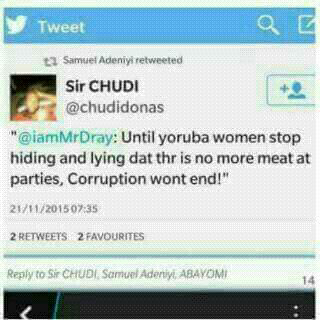 Tweet
Samuel Adeniyi retweeted
Sir CHUDI
@chudidonas
"@iamMrDray: Until yoruba women stop
hiding and lying dat thr is no more meat at
parties, Corruption wont end!"
21/11/2015 07:35
2 RETWEETS 2 FAVOURITES
Reply to Sir CHUDI, Samuel Adeniyi, ABAYOMI
14